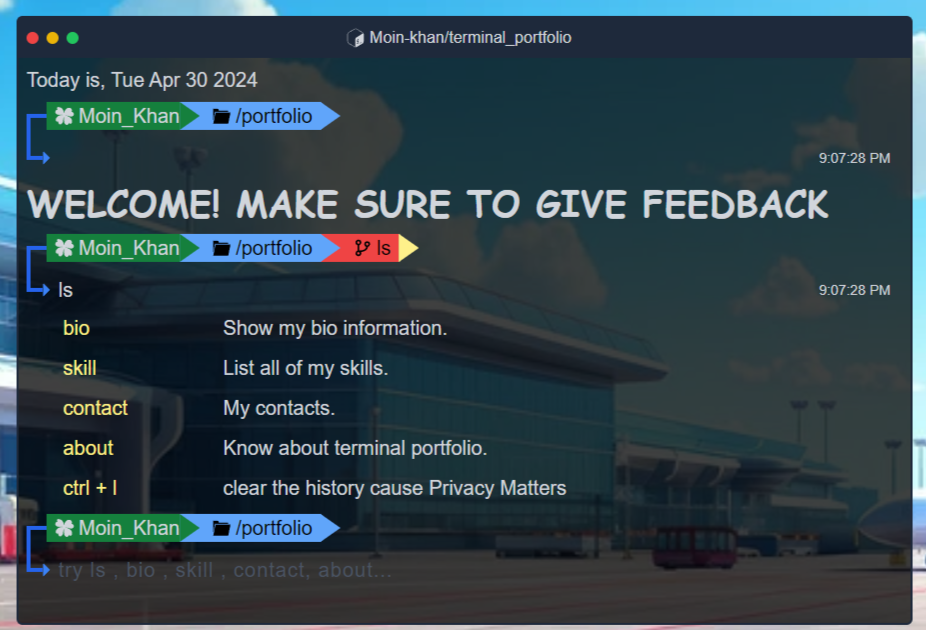 Moin-khan/terminal_portfolio
Today is, Tue Apr 30 2024
Moin_Khan /portfolio
9:07:28 PM
WELCOME! MAKE SURE TO GIVE FEEDBACK
Moin_Khan /portfolio ls
ls 9:07:28 PM
bio Show my bio information.
skill List all of my skills.
contact My contacts.
about Know about terminal portfolio.
ctrl + l clear the history cause Privacy Matters
Moin_Khan /portfolio
try ls , bio , skill , contact, about...